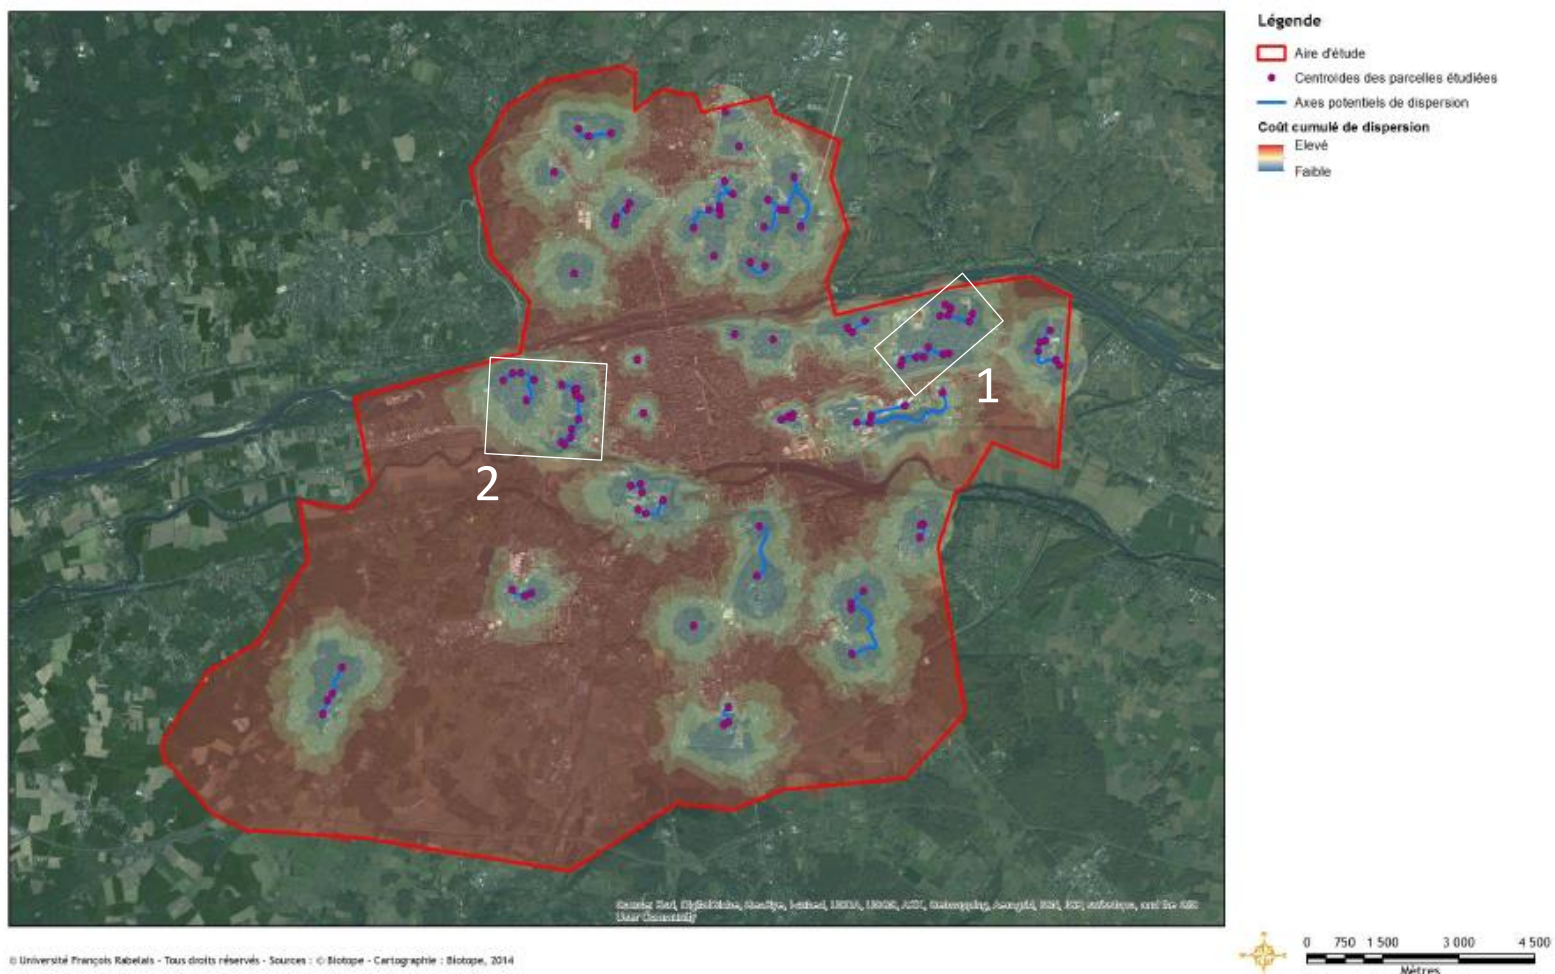 Légende
Aire d'étude
Centroïdes des parcelles étudiées
Axes potentiels de dispersion
Coût cumulé de dispersion
Elevé
Faible
1
2
User Community
© Université François Rabelais - Tous droits réservés - Sources : © Biotope - Cartographie : Biotope, 2014
0 750 1 500 3 000 4 500
Mètres